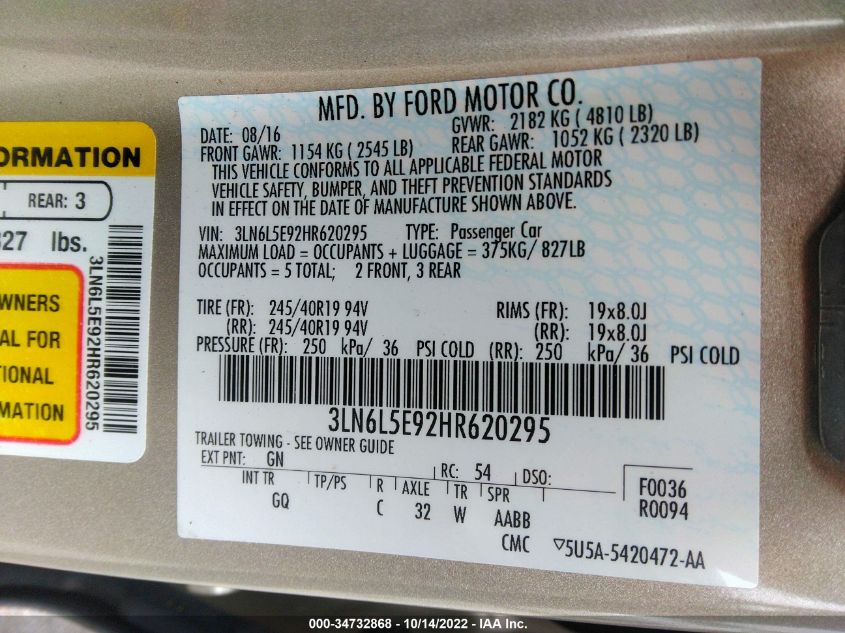 ORMATION
REAR: 3
827 lbs.
WNERS
AL FOR
TIONAL
MATION
3LN6L5E92HR620295
MFD. BY FORD MOTOR CO.
DATE: 08/16 GVWR: 2182 KG ( 4810 LB)
FRONT GAWR: 1154 KG ( 2545 LB) REAR GAWR: 1052 KG ( 2320 LB)
THIS VEHICLE CONFORMS TO ALL APPLICABLE FEDERAL MOTOR
VEHICLE SAFETY, BUMPER, AND THEFT PREVENTION STANDARDS
IN EFFECT ON THE DATE OF MANUFACTURE SHOWN ABOVE.
VIN: 3LN6L5E92HR620295 TYPE: Passenger Car
MAXIMUM LOAD = OCCUPANTS + LUGGAGE = 375KG/ 827LB
OCCUPANTS = 5 TOTAL; 2 FRONT, 3 REAR
TIRE (FR): 245/40R19 94V RIMS (FR): 19x8.0J
(RR): 245/40R19 94V (RR): 19x8.0J
PRESSURE (FR): 250 kPa/ 36 PSI COLD (RR): 250 kPa/ 36 PSI COLD
3LN6L5E92HR620295
TRAILER TOWING - SEE OWNER GUIDE
EXT PNT: GN RC: 54 DSO: F0036
INT TR TP/PS R AXLE TR SPR R0094
GQ C 32 W AABB
CMC ▽5U5A-5420472-AA
000-34732868 - 10/14/2022 - IAA Inc.